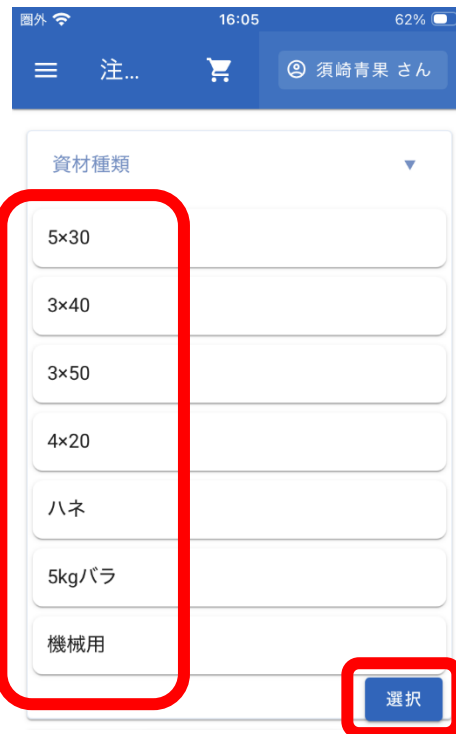 圏外 16:05 62%
注... 須崎青果 さん
資材種類 ▼
5×30
3×40
3×50
4×20
ハネ
5kgバラ
機械用
選択